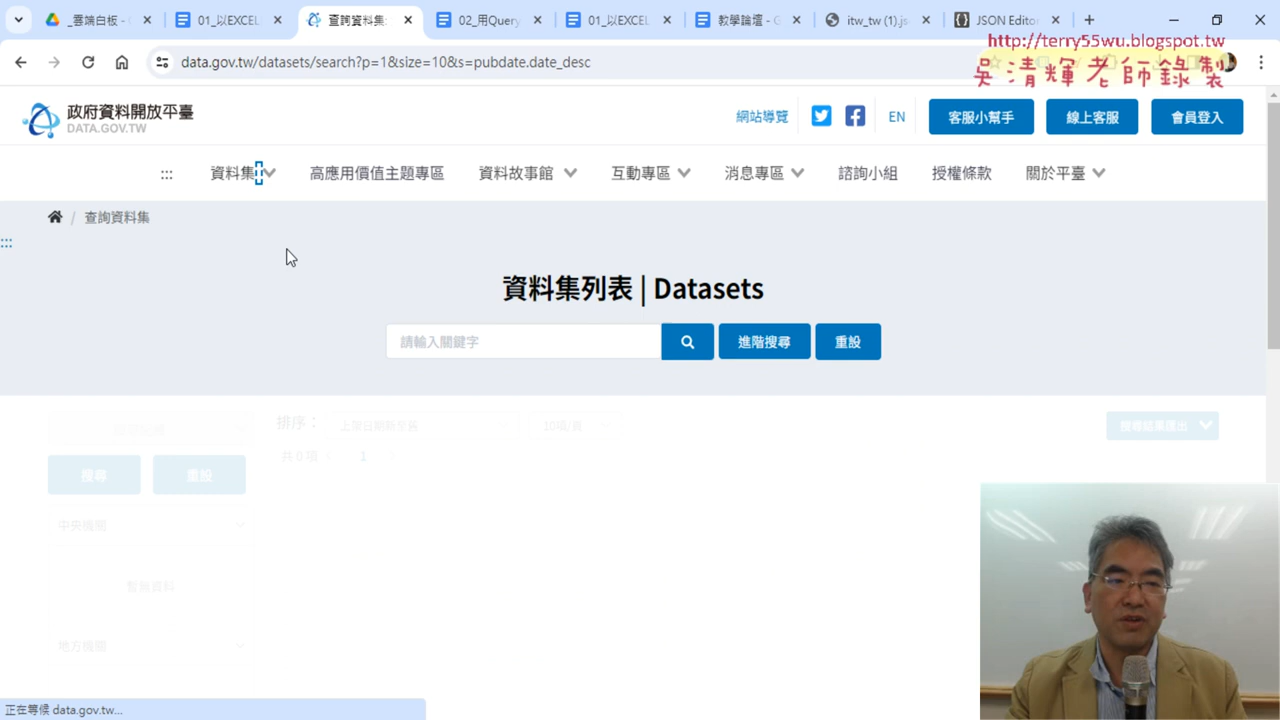 _雲端白板 -
01_以EXCEL
查詢資料集
02_用Query
01_以EXCEL
教學論壇 - G
itw_tw (1).js
JSON Editor
data.gov.tw/datasets/search?p=1&size=10&s=pubdate.date_desc
http://terry55wu.blogspot.tw
吳清輝老師錄製
政府資料開放平臺
DATA.GOV.TW
網站導覽
EN
客服小幫手
線上客服
會員登入
:::
資料集
高應用價值主題專區
資料故事館
互動專區
消息專區
諮詢小組
授權條款
關於平臺
/ 查詢資料集
:::
資料集列表 | Datasets
請輸入關鍵字
進階搜尋
重設
排序：
上架日期新至舊
10項/頁
搜尋結果匯出
共 0 項
1
搜尋
重設
中央機關
暫無資料
地方機關
正在等候 data.gov.tw...